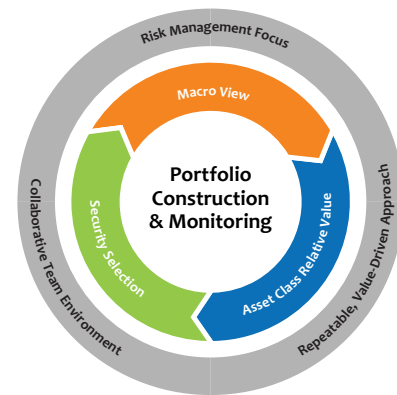 Risk Management Focus
Macro View
Portfolio
Construction
& Monitoring
Asset Class Relative Value
Security Selection
Repeatable, Value-Driven Approach
Collaborative Team Environment